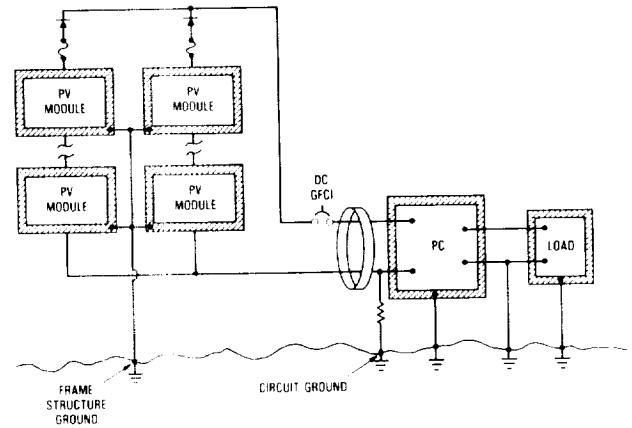 PV
MODULE
PV
MODULE
PV
MODULE
PV
MODULE
DC
GFCI
PC
LOAD
FRAME
STRUCTURE
GROUND
CIRCUIT GROUND